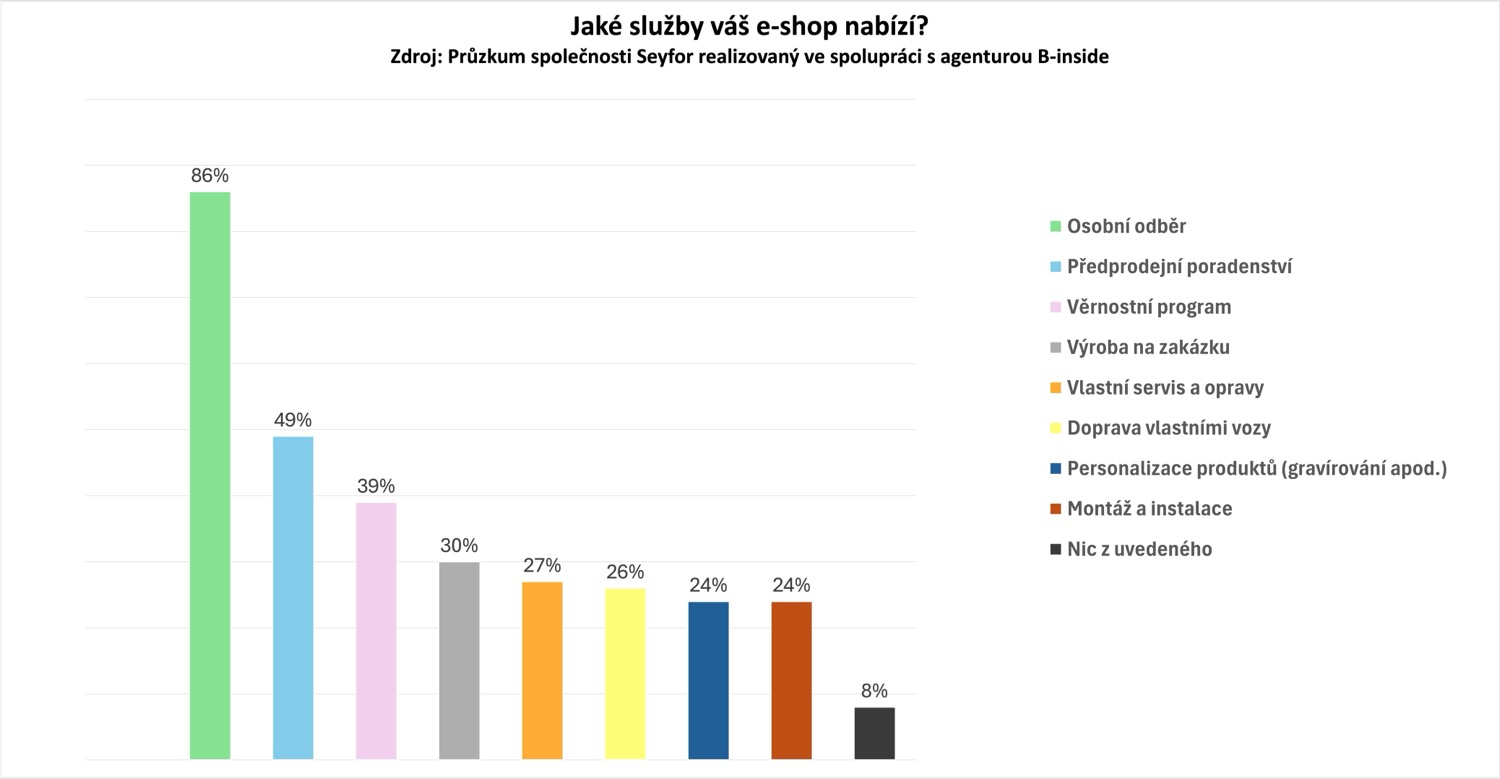 Jaké služby váš e-shop nabízí?
Zdroj: Průzkum společnosti Seyfor realizovaný ve spolupráci s agenturou B-inside
86%
49%
39%
30%
27%
26%
24%
24%
8%
Osobní odběr
Předprodejní poradenství
Věrnostní program
Výroba na zakázku
Vlastní servis a opravy
Doprava vlastními vozy
Personalizace produktů (gravírování apod.)
Montáž a instalace
Nic z uvedeného